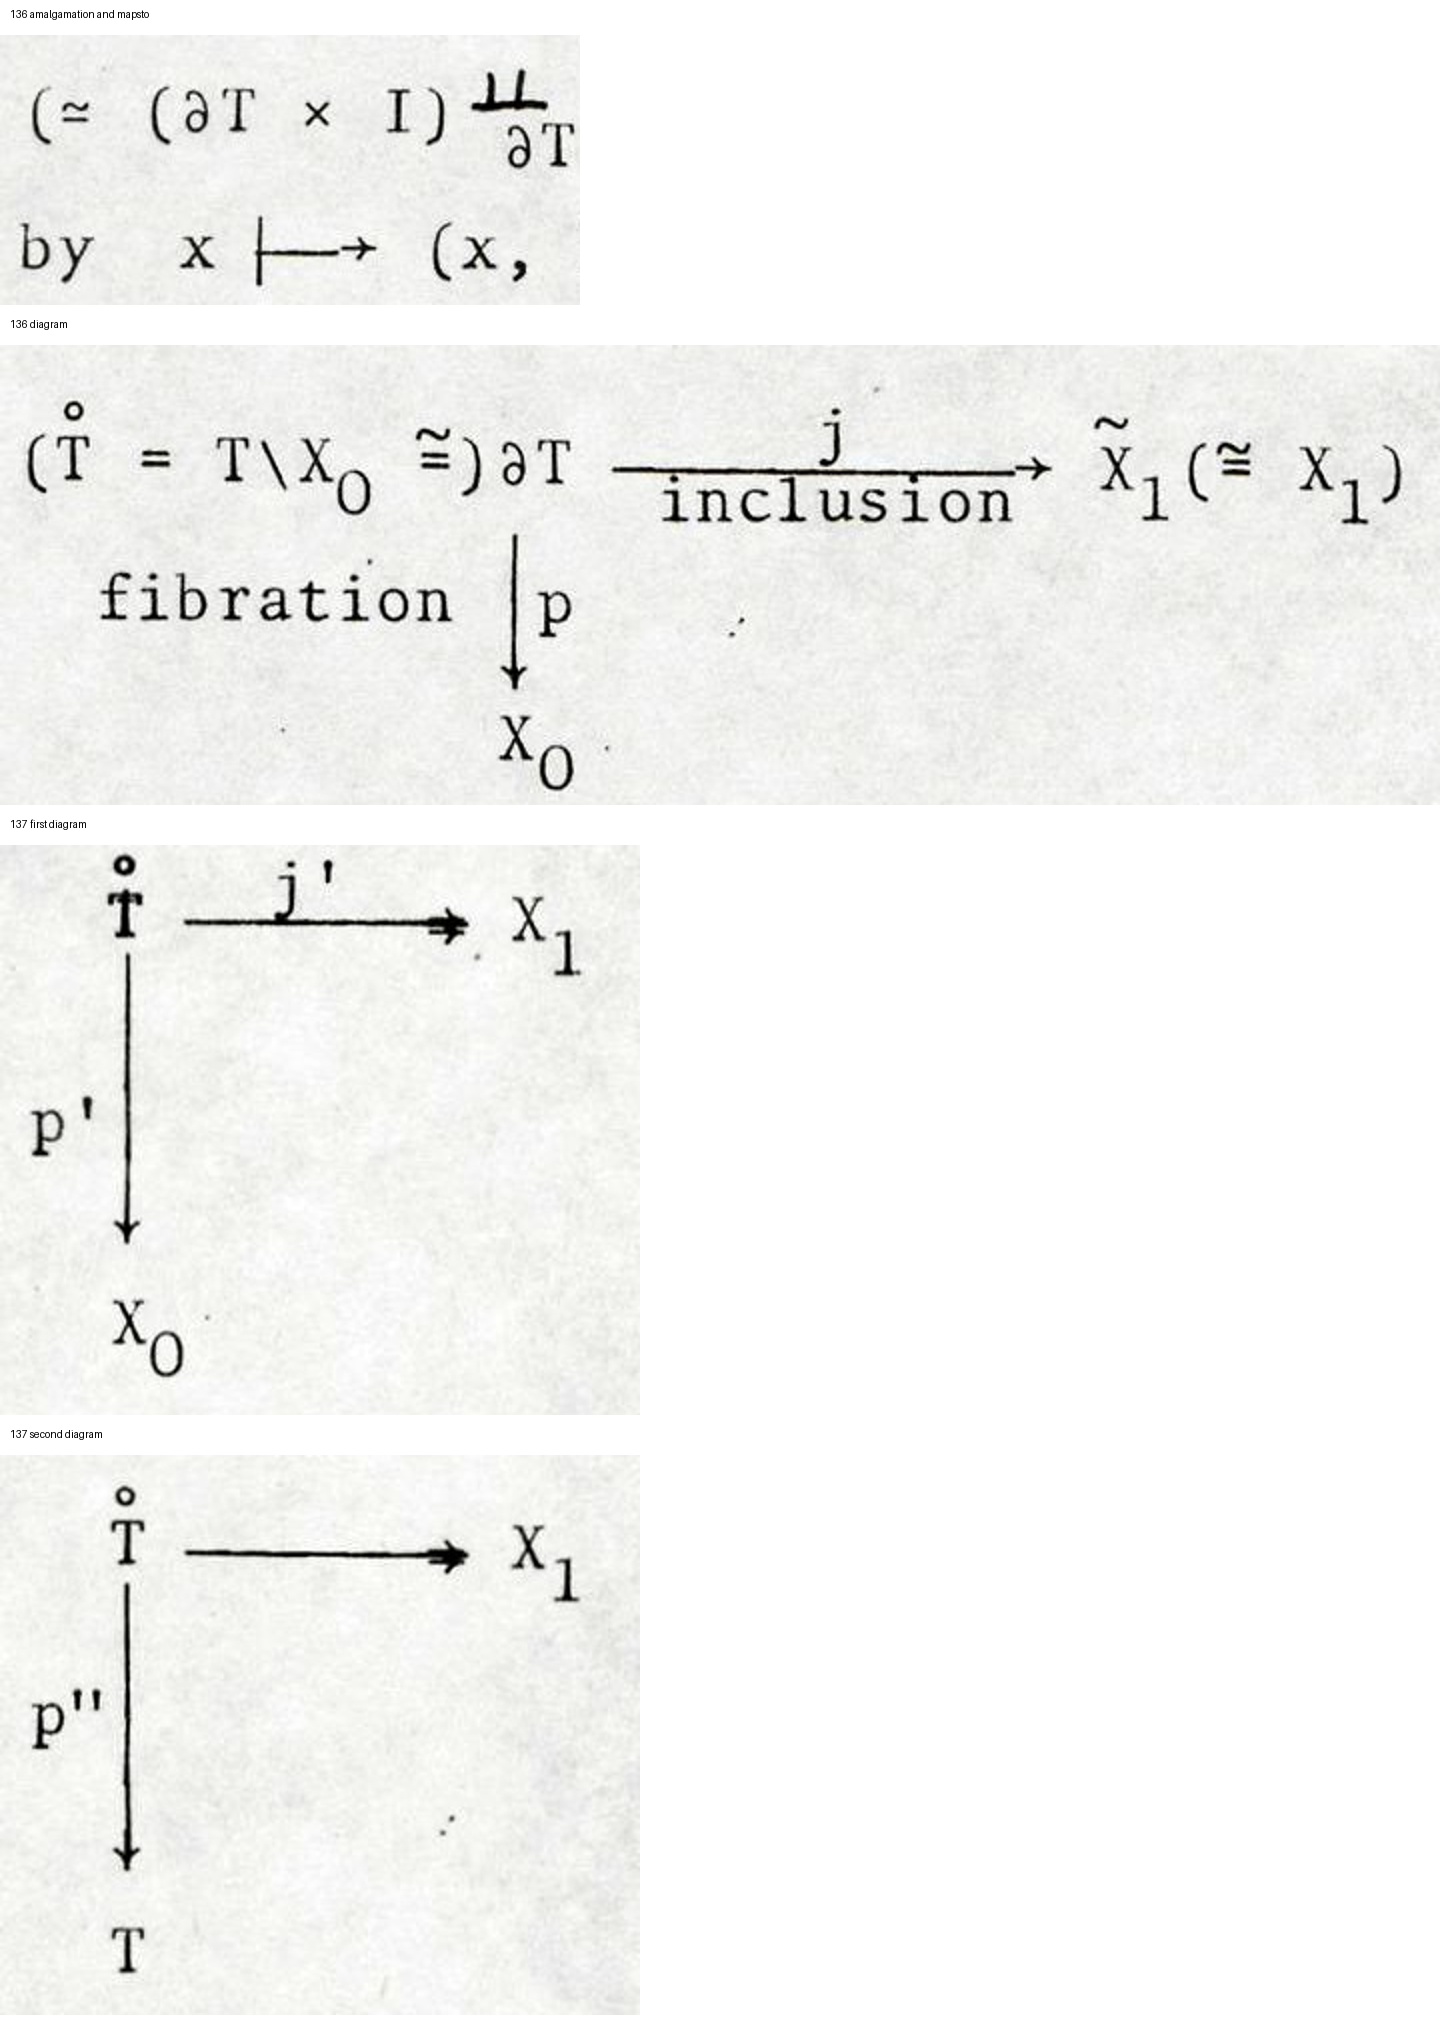 136 amalgamation and mapsto
(≃ (∂T × I) ⨿
∂T
by x ⟼ (x,
136 diagram
(T̊ = T\X₀ ≅)∂T —j→ X̃₁(≅ X₁)
inclusion
fibration ↓ p
X₀
137 first diagram
j'
T̊ ⟶ X₁
p' ↓
X₀
137 second diagram
T̊ ⟶ X₁
p" ↓
T